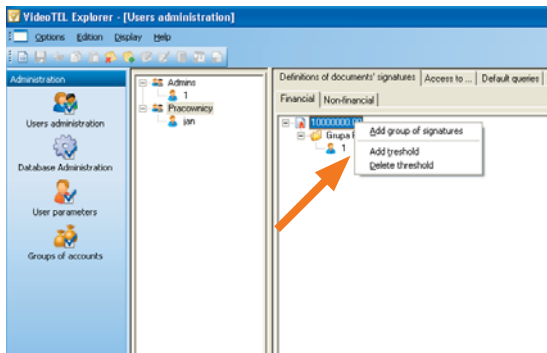 VideoTEL Explorer - [Users administration]
Options Edition Display Help
Administration
Users administration
Database Administration
User parameters
Groups of accounts
Admins
1
Pracownicy
jan
Definitions of documents' signatures Access to ... Default queries
Financial Non-financial
10000000.00
Grupa
1
Add group of signatures
Add treshold
Delete threshold